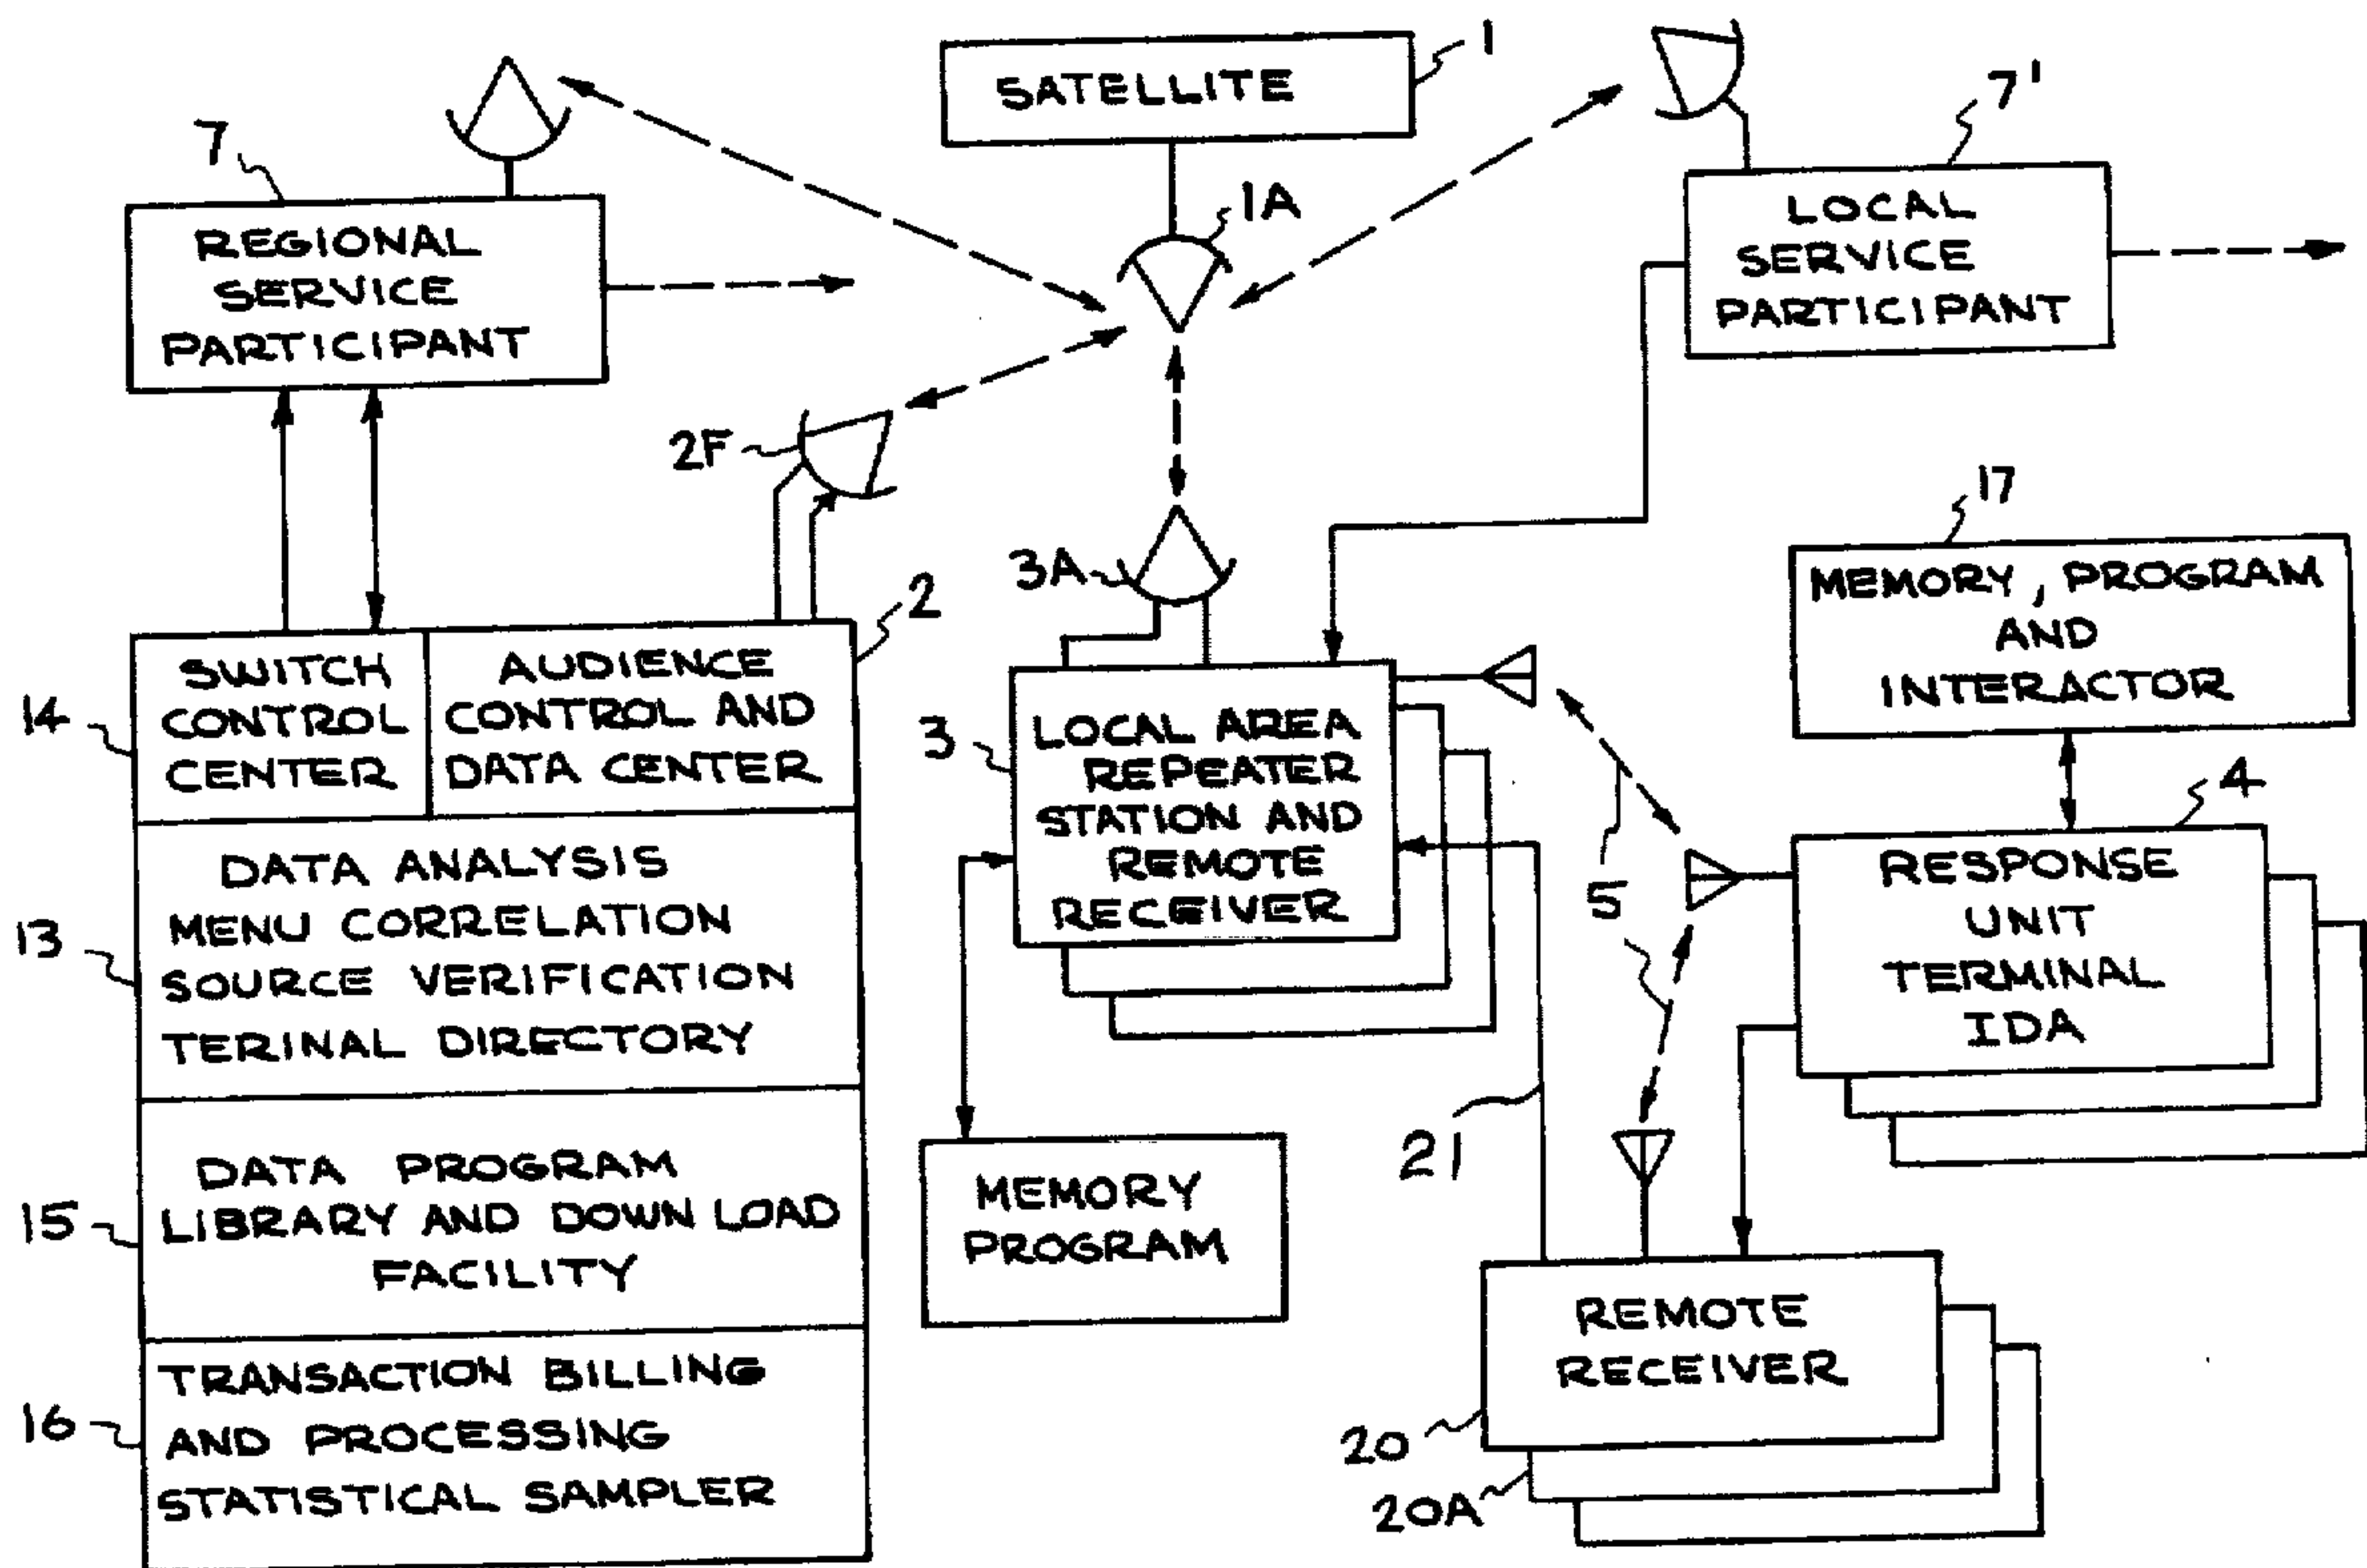 SATELLITE
1
7'
7
1A
REGIONAL
SERVICE
PARTICIPANT
LOCAL
SERVICE
PARTICIPANT
2F
3A
17
MEMORY, PROGRAM
AND
INTERACTOR
2
14
SWITCH
CONTROL
CENTER
AUDIENCE
CONTROL AND
DATA CENTER
3
LOCAL AREA
REPEATER
STATION AND
REMOTE
RECEIVER
5
4
RESPONSE
UNIT
TERMINAL
IDA
13
DATA ANALYSIS
MENU CORRELATION
SOURCE VERIFICATION
TERINAL DIRECTORY
21
MEMORY
PROGRAM
15
DATA PROGRAM
LIBRARY AND DOWN LOAD
FACILITY
REMOTE
RECEIVER
20
20A
16
TRANSACTION BILLING
AND PROCESSING
STATISTICAL SAMPLER